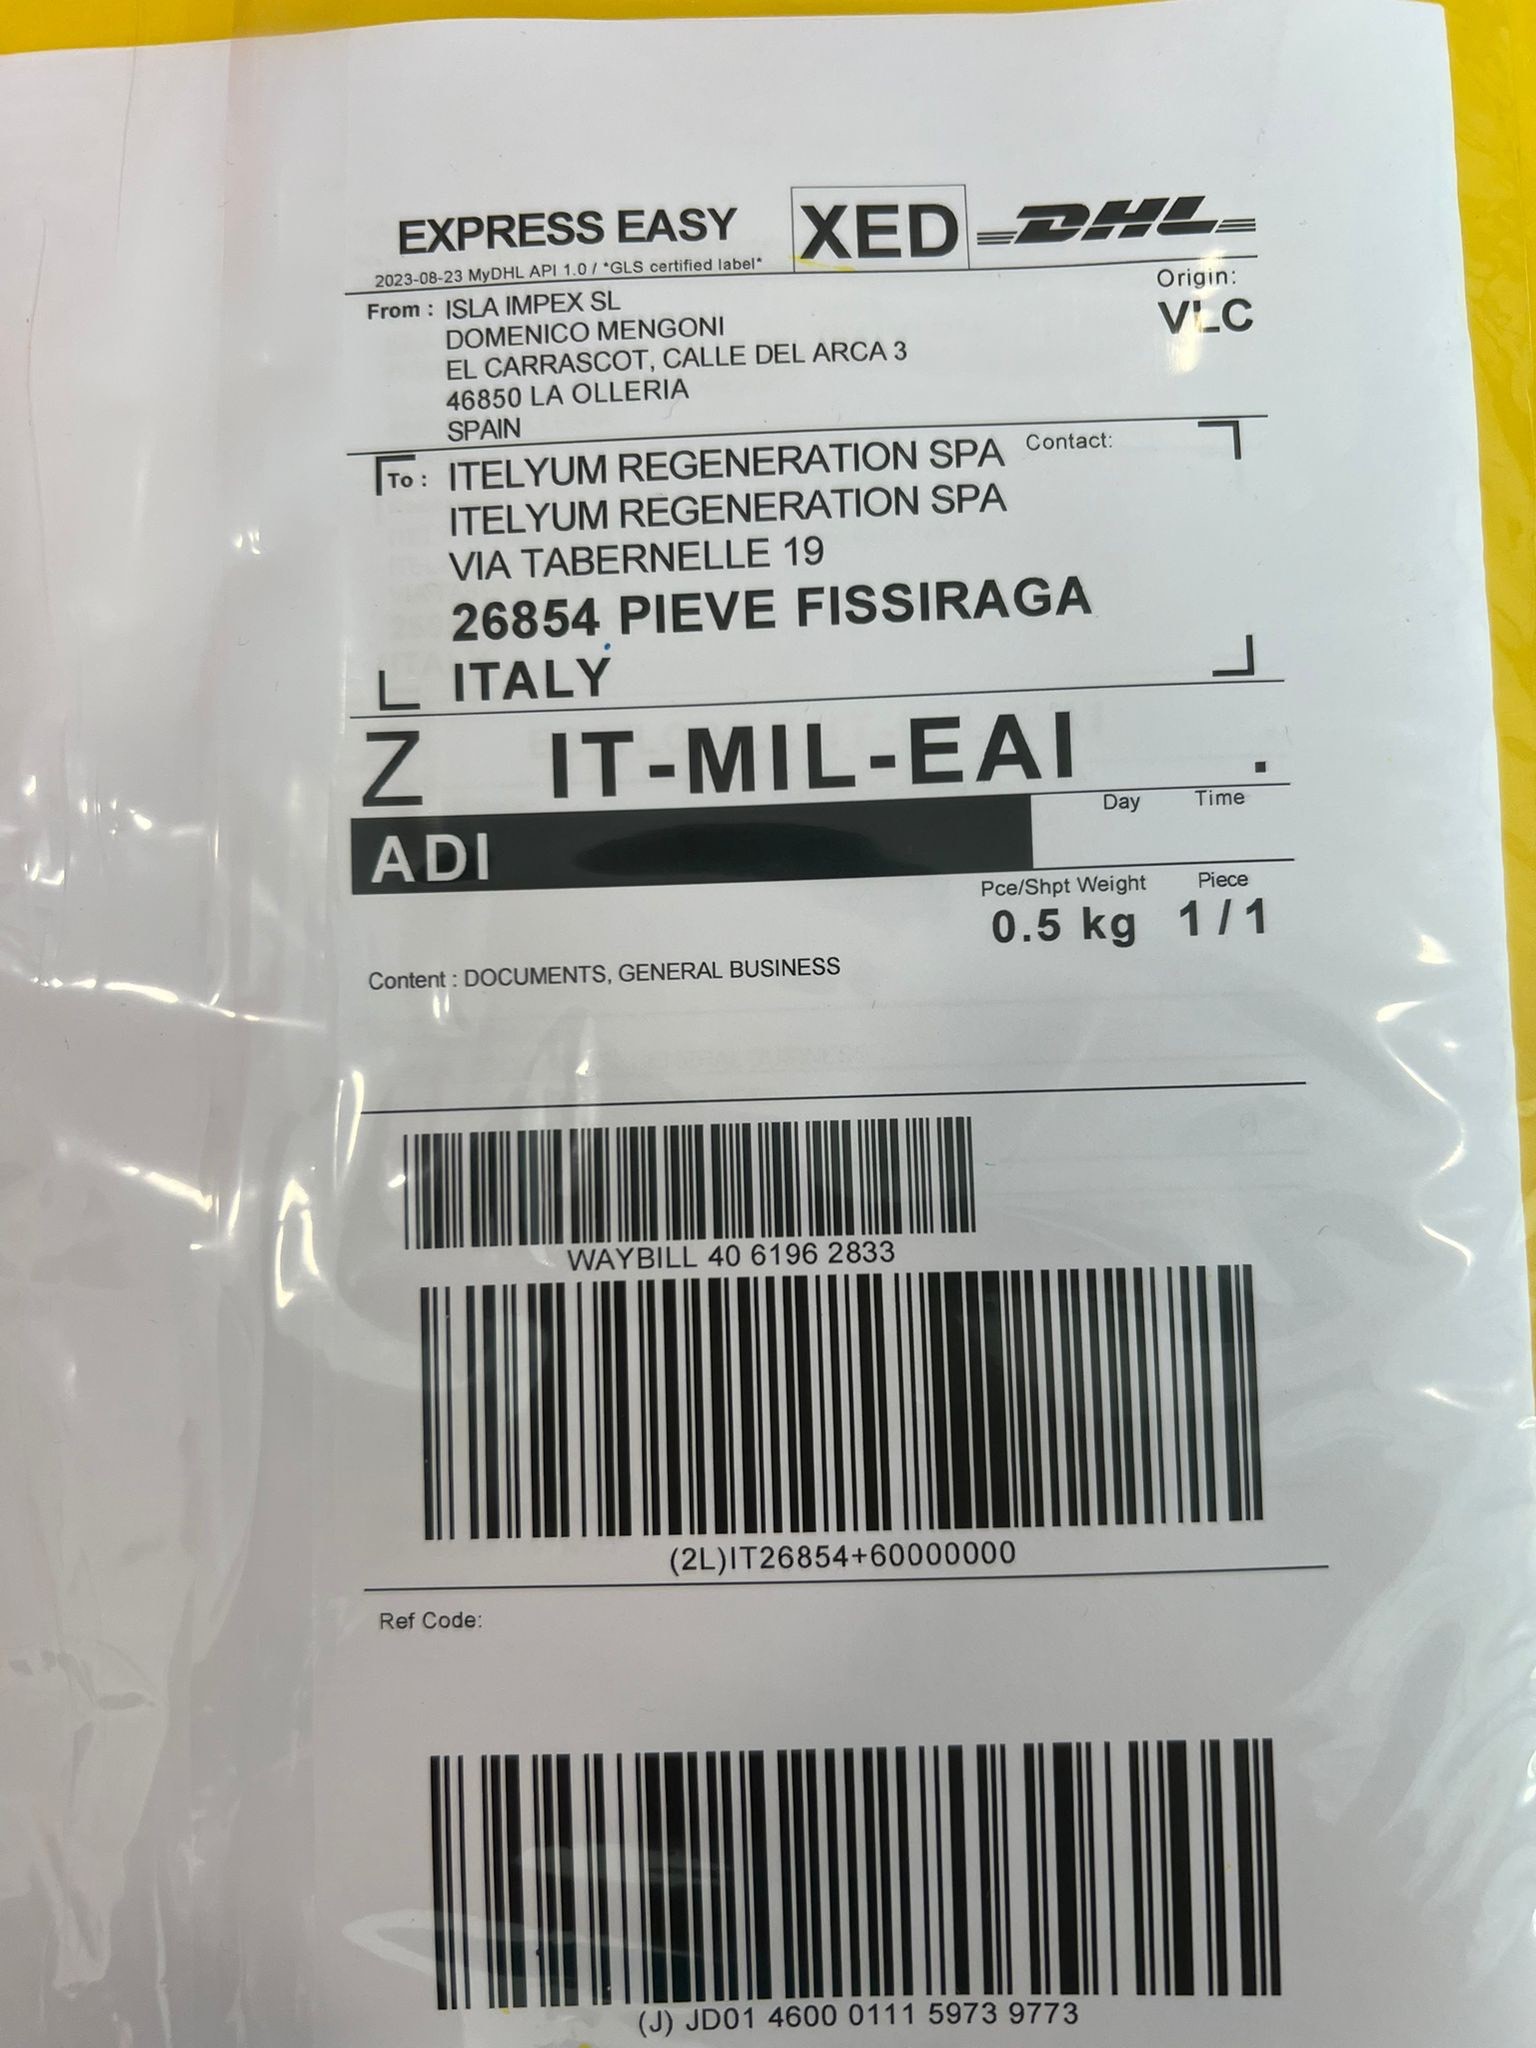 EXPRESS EASY
XED
DHL
2023-08-23 MyDHL API 1.0 / *GLS certified label*
Origin:
VLC
From : ISLA IMPEX SL
DOMENICO MENGONI
EL CARRASCOT, CALLE DEL ARCA 3
46850 LA OLLERIA
SPAIN
To : ITELYUM REGENERATION SPA
Contact:
ITELYUM REGENERATION SPA
VIA TABERNELLE 19
26854 PIEVE FISSIRAGA
ITALY
Z IT-MIL-EAI .
ADI
Day Time
Pce/Shpt Weight Piece
0.5 kg 1 / 1
Content : DOCUMENTS, GENERAL BUSINESS
WAYBILL 40 6196 2833
(2L)IT26854+60000000
Ref Code:
(J) JD01 4600 0111 5973 9773